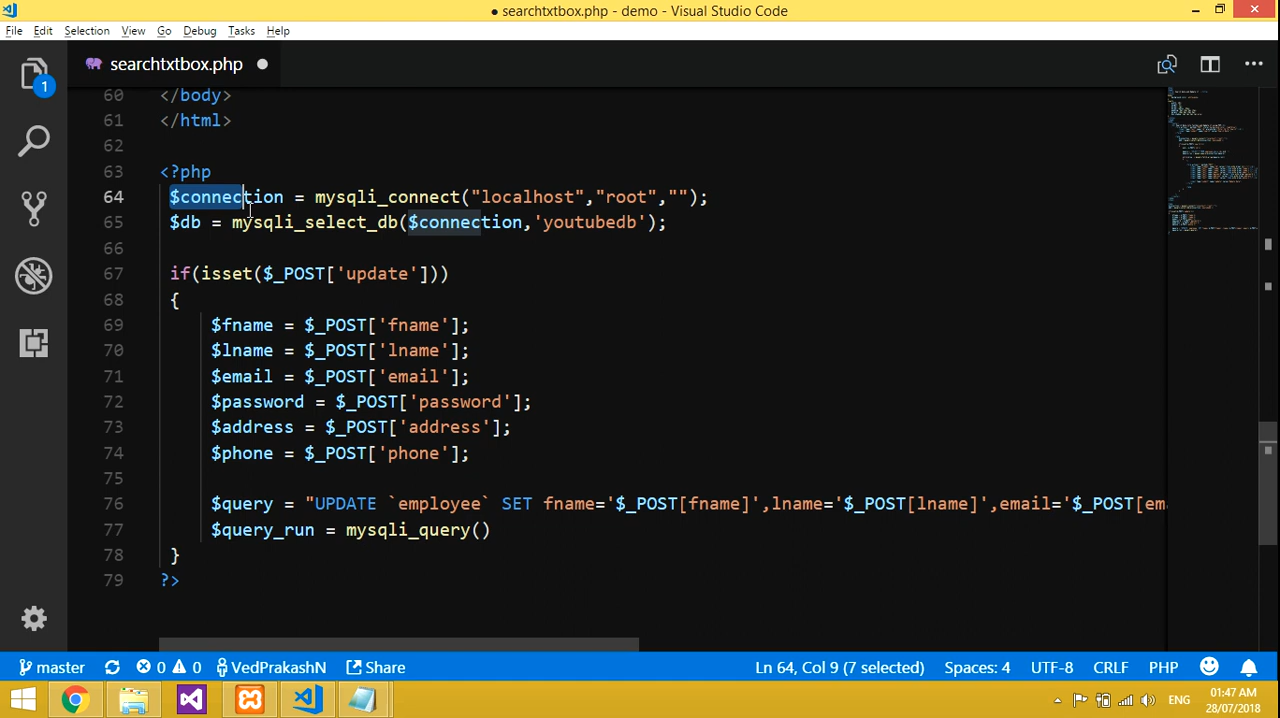 ● searchtxtbox.php - demo - Visual Studio Code
File Edit Selection View Go Debug Tasks Help
1
searchtxtbox.php ●
60 </body>
61 </html>
62
63 <?php
64 $connection = mysqli_connect("localhost","root","");
65 $db = mysqli_select_db($connection,'youtubedb');
66
67 if(isset($_POST['update']))
68 {
69 $fname = $_POST['fname'];
70 $lname = $_POST['lname'];
71 $email = $_POST['email'];
72 $password = $_POST['password'];
73 $address = $_POST['address'];
74 $phone = $_POST['phone'];
75
76 $query = "UPDATE `employee` SET fname='$_POST[fname]',lname='$_POST[lname]',email='$_POST[em
77 $query_run = mysqli_query()
78 }
79 ?>
master 0 0 VedPrakashN Share Ln 64, Col 9 (7 selected) Spaces: 4 UTF-8 CRLF PHP
ENG 01:47 AM
28/07/2018